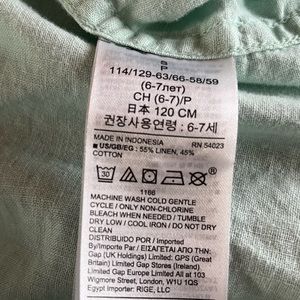 S
P
114/129-63/66-58/59
(6-7лет)
CH (6-7)/P
日本 120 CM
권장사용연령 : 6-7세
MADE IN INDONESIA RN 54023
US/GB/EG : 55% LINEN, 45%
COTTON
30
1166
MACHINE WASH COLD GENTLE
CYCLE / ONLY NON-CHLORINE
BLEACH WHEN NEEDED / TUMBLE
DRY LOW / COOL IRON / DO NOT DRY
CLEAN
DISTRIBUIDO POR / Imported
By/Importe Par / ΕΙΣΑΓΕΤΑΙ ΑΠΟ ΤΗΝ:
Gap (UK Holdings) Limited: GPS (Great
Britain) Limited Gap Stores (Ireland)
Limited Gap Europe Limited All at 103
Wigmore Street, London, W1U 1QS
Egypt Importer: RIGE, LLC